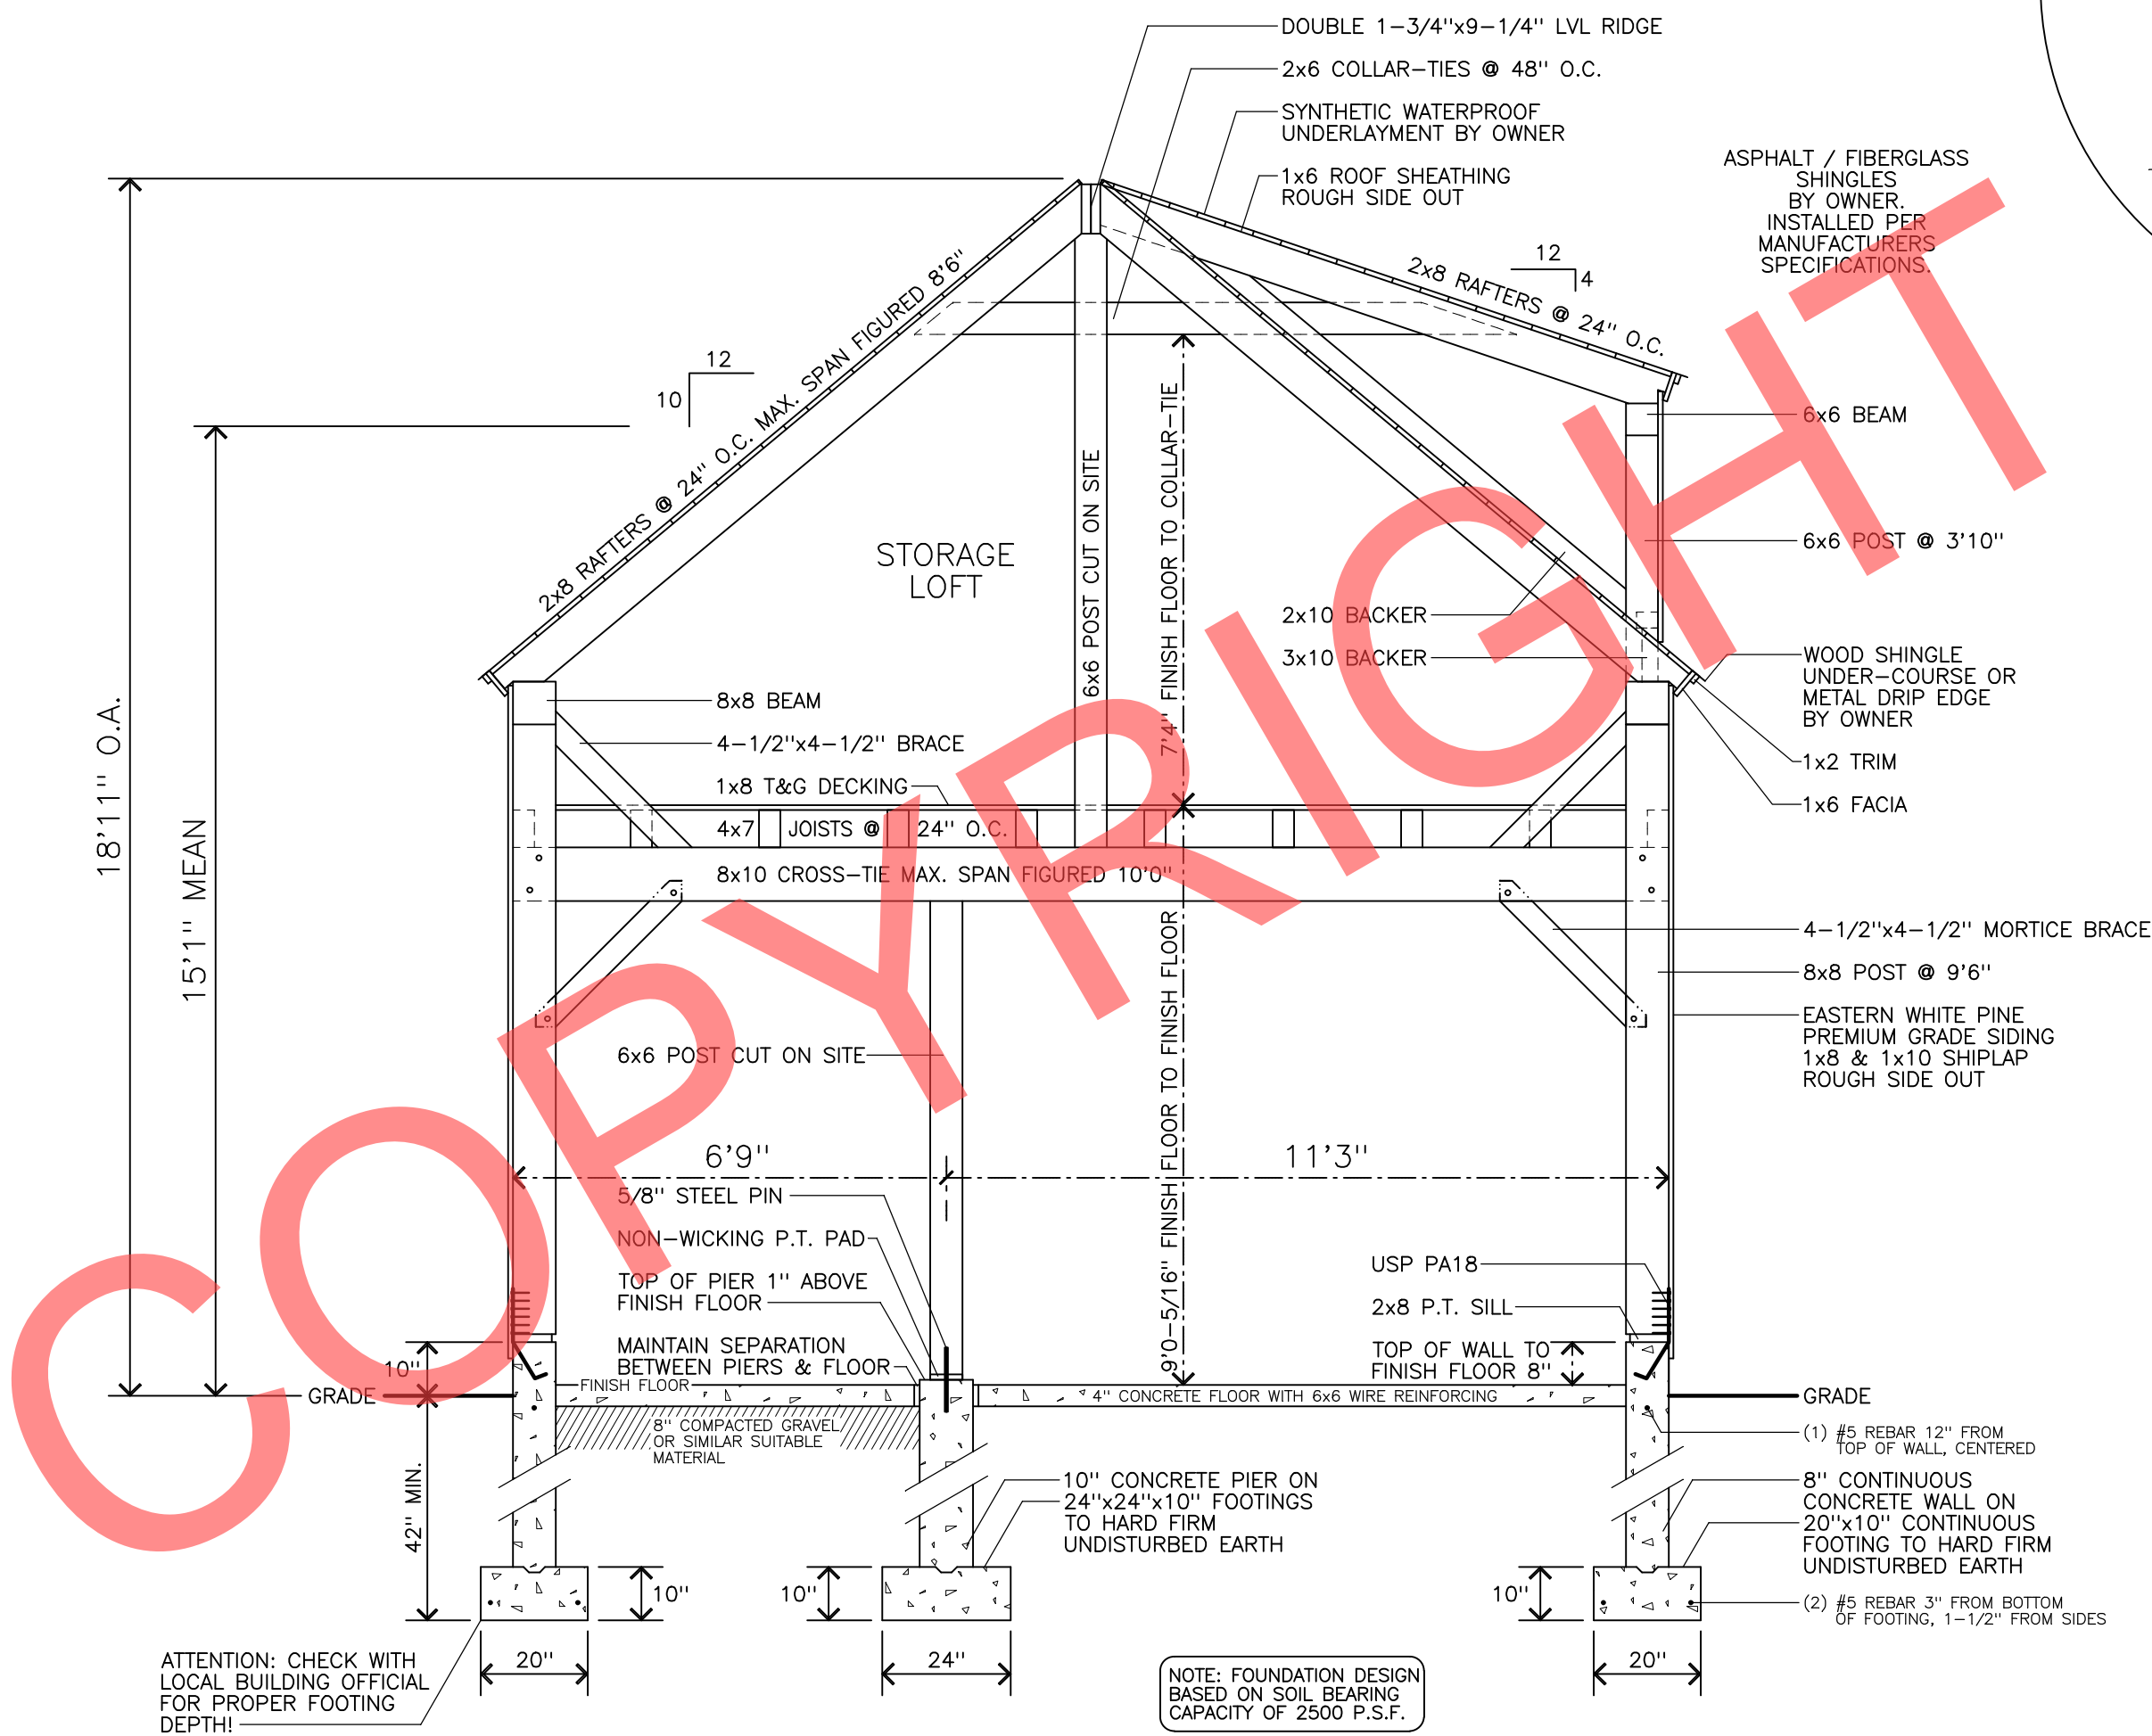 DOUBLE 1-3/4"x9-1/4" LVL RIDGE
2x6 COLLAR-TIES @ 48" O.C.
SYNTHETIC WATERPROOF
UNDERLAYMENT BY OWNER
1x6 ROOF SHEATHING
ROUGH SIDE OUT
ASPHALT / FIBERGLASS
SHINGLES
BY OWNER.
INSTALLED PER
MANUFACTURERS
SPECIFICATIONS.
12
4
2x8 RAFTERS @ 24" O.C.
12
10
2x8 RAFTERS @ 24" O.C. MAX. SPAN FIGURED 8'6"
18'11" O.A.
15'1" MEAN
STORAGE
LOFT
6x6 POST CUT ON SITE
7'4" FINISH FLOOR TO COLLAR-TIE
6x6 BEAM
6x6 POST @ 3'10"
2x10 BACKER
3x10 BACKER
WOOD SHINGLE
UNDER-COURSE OR
METAL DRIP EDGE
BY OWNER
1x2 TRIM
1x6 FACIA
8x8 BEAM
4-1/2"x4-1/2" BRACE
1x8 T&G DECKING
4x7 JOISTS @ 24" O.C.
8x10 CROSS-TIE MAX. SPAN FIGURED 10'0"
4-1/2"x4-1/2" MORTICE BRACE
8x8 POST @ 9'6"
EASTERN WHITE PINE
PREMIUM GRADE SIDING
1x8 & 1x10 SHIPLAP
ROUGH SIDE OUT
6x6 POST CUT ON SITE
9'0-5/16" FINISH FLOOR TO FINISH FLOOR
6'9"
11'3"
5/8" STEEL PIN
NON-WICKING P.T. PAD
TOP OF PIER 1" ABOVE
FINISH FLOOR
MAINTAIN SEPARATION
BETWEEN PIERS & FLOOR
USP PA18
2x8 P.T. SILL
TOP OF WALL TO
FINISH FLOOR 8"
10"
GRADE
FINISH FLOOR
4" CONCRETE FLOOR WITH 6x6 WIRE REINFORCING
GRADE
8" COMPACTED GRAVEL
OR SIMILAR SUITABLE
MATERIAL
(1) #5 REBAR 12" FROM
TOP OF WALL, CENTERED
42" MIN.
10" CONCRETE PIER ON
24"x24"x10" FOOTINGS
TO HARD FIRM
UNDISTURBED EARTH
8" CONTINUOUS
CONCRETE WALL ON
20"x10" CONTINUOUS
FOOTING TO HARD FIRM
UNDISTURBED EARTH
10"
10"
10"
(2) #5 REBAR 3" FROM BOTTOM
OF FOOTING, 1-1/2" FROM SIDES
20"
24"
20"
ATTENTION: CHECK WITH
LOCAL BUILDING OFFICIAL
FOR PROPER FOOTING
DEPTH!
NOTE: FOUNDATION DESIGN
BASED ON SOIL BEARING
CAPACITY OF 2500 P.S.F.
COPYRIGHT